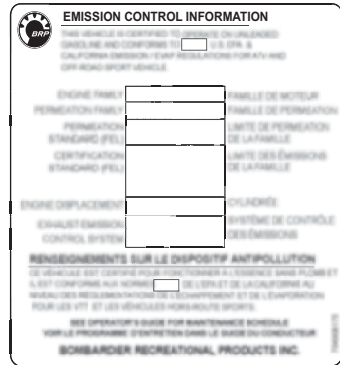 BRP
EMISSION CONTROL INFORMATION
THIS VEHICLE IS CERTIFIED TO OPERATE ON UNLEADED
GASOLINE AND CONFORMS TO U.S. EPA &
CALIFORNIA EMISSION / EVAP REGULATIONS FOR ATV AND
OFF-ROAD SPORT VEHICLE.
ENGINE FAMILY FAMILLE DE MOTEUR
PERMEATION FAMILY FAMILLE DE PERMEATION
PERMEATION LIMITE DE PERMEATION
STANDARD (FEL) DE LA FAMILLE
CERTIFICATION LIMITE DES ÉMISSIONS
STANDARD (FEL) DE LA FAMILLE
ENGINE DISPLACEMENT CYLINDRÉE
EXHAUST EMISSION SYSTÈME DE CONTRÔLE
CONTROL SYSTEM DES ÉMISSIONS
RENSEIGNEMENTS SUR LE DISPOSITIF ANTIPOLLUTION
CE VÉHICULE EST CERTIFIÉ POUR FONCTIONNER À L'ESSENCE SANS PLOMB ET
IL EST CONFORME AUX NORMES DE L'EPA ET DE LA CALIFORNIE AU
NIVEAU DES RÉGLEMENTATIONS DE L'ÉCHAPPEMENT ET DE L'ÉVAPORATION
POUR LES VTT ET LES VÉHICULES HORS-ROUTE SPORTS.
SEE OPERATOR'S GUIDE FOR MAINTENANCE SCHEDULE
VOIR LE PROGRAMME D'ENTRETIEN DANS LE GUIDE DU CONDUCTEUR
BOMBARDIER RECREATIONAL PRODUCTS INC.